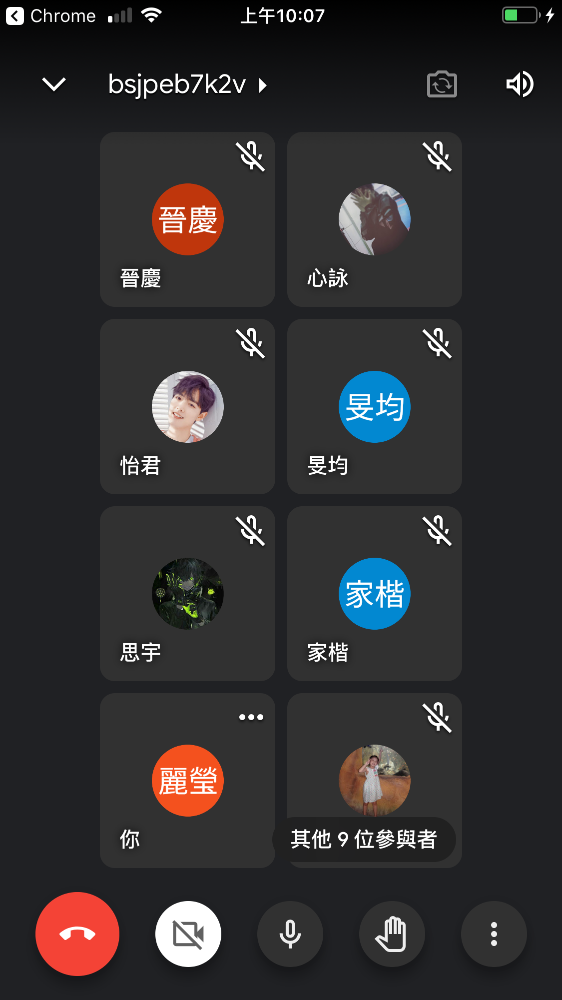 Chrome 上午10:07
bsjpeb7k2v
晉慶
晉慶
心詠
怡君
旻均
旻均
思宇
家楷
家楷
麗瑩
你
其他 9 位參與者